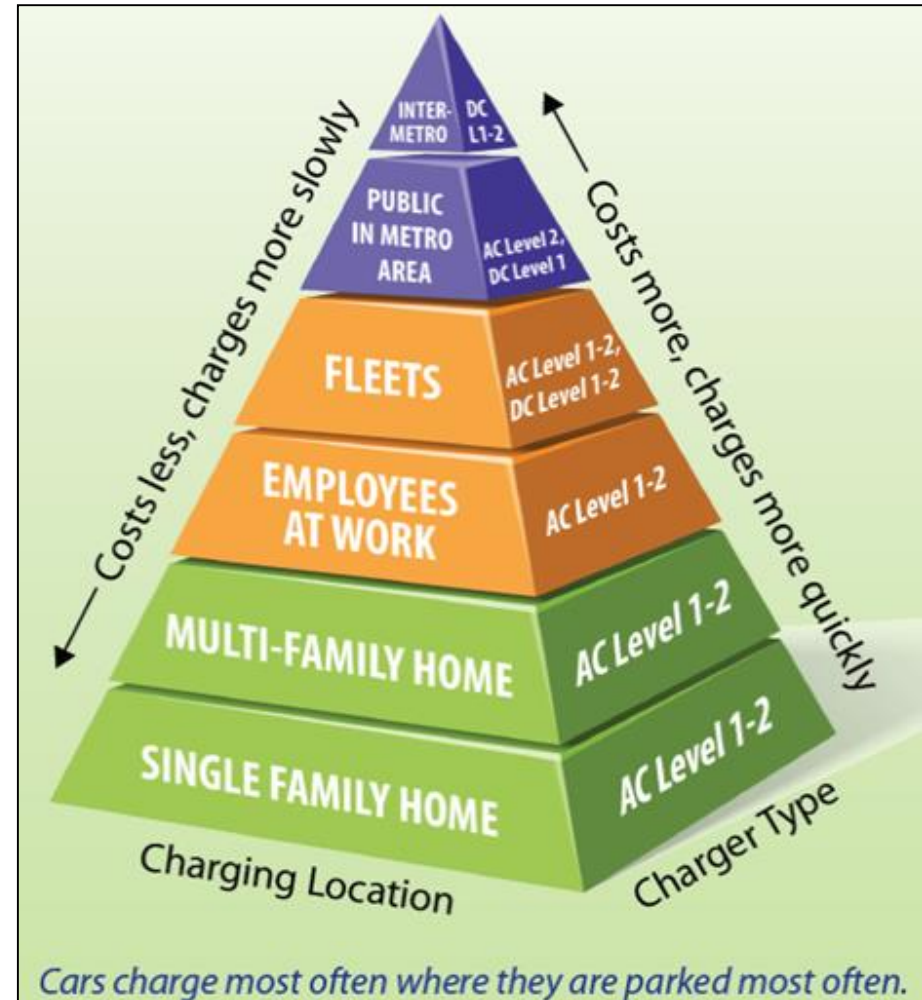 INTER-
METRO
DC
L1-2
PUBLIC
IN METRO
AREA
AC Level 2,
DC Level 1
FLEETS
AC Level 1-2,
DC Level 1-2
EMPLOYEES
AT WORK
AC Level 1-2
MULTI-FAMILY HOME
AC Level 1-2
SINGLE FAMILY HOME
AC Level 1-2
Costs less, charges more slowly
Costs more, charges more quickly
Charging Location
Charger Type
Cars charge most often where they are parked most often.